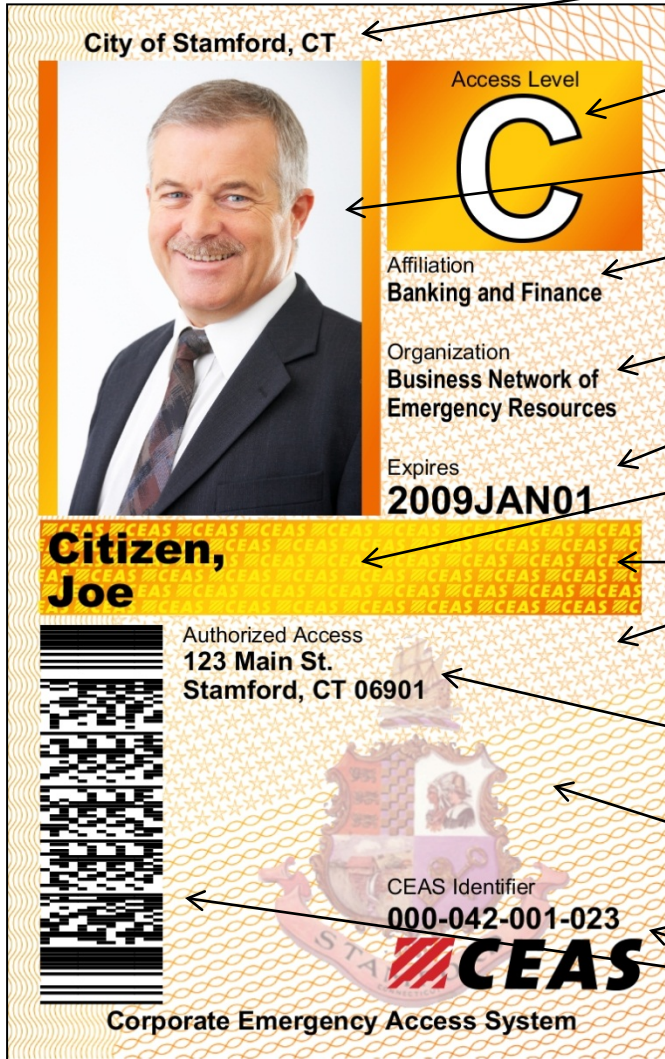 City of Stamford, CT
Access Level
C
Affiliation
Banking and Finance
Organization
Business Network of
Emergency Resources
Expires
2009JAN01
Citizen,
Joe
Authorized Access
123 Main St.
Stamford, CT 06901
CEAS Identifier
000-042-001-023
CEAS
Corporate Emergency Access System